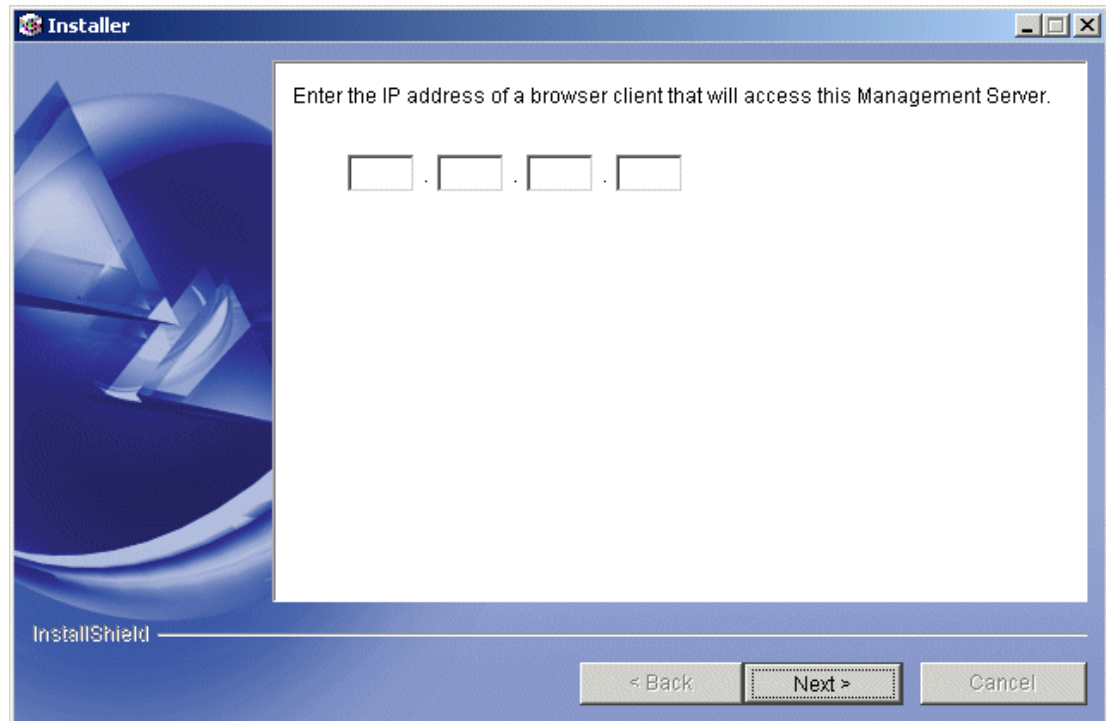 Installer
Enter the IP address of a browser client that will access this Management Server.
. . .
InstallShield
< Back Next > Cancel